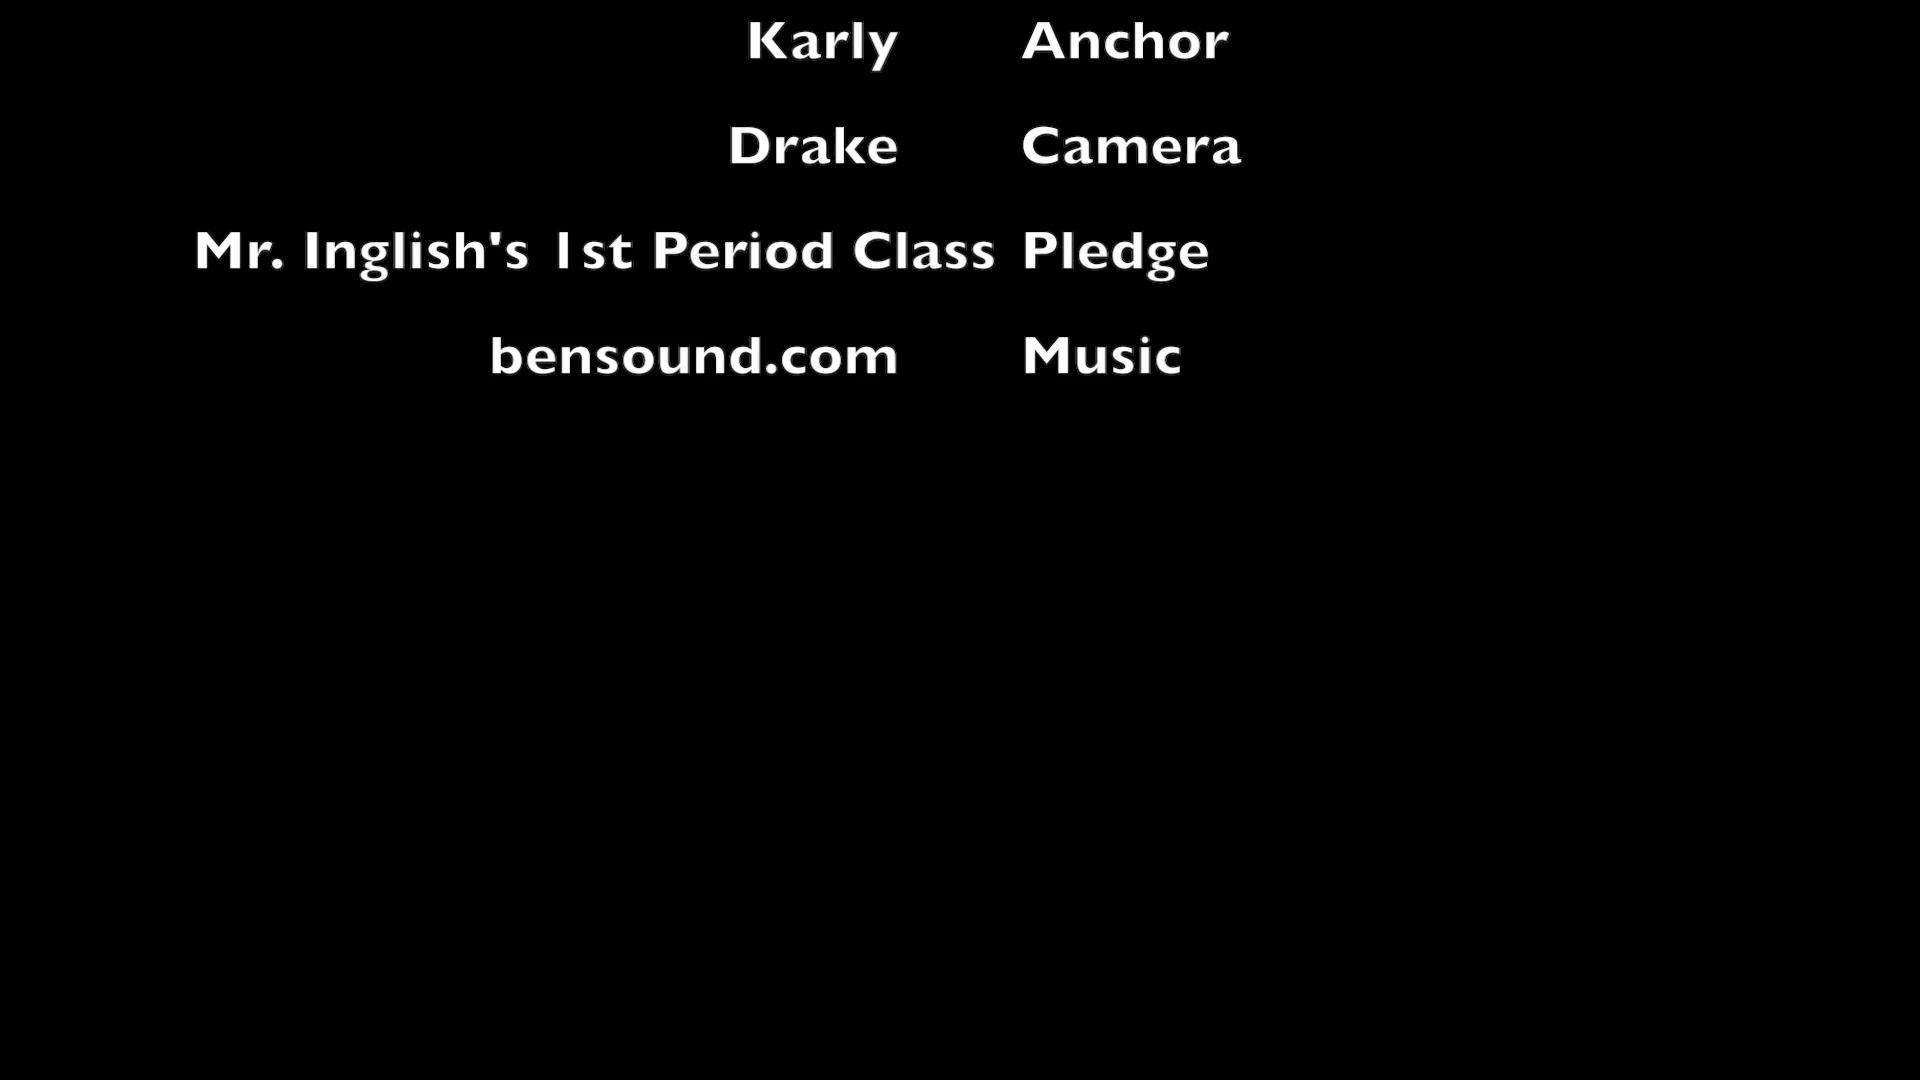 Karly Anchor
Drake Camera
Mr. Inglish's 1st Period Class Pledge
bensound.com Music